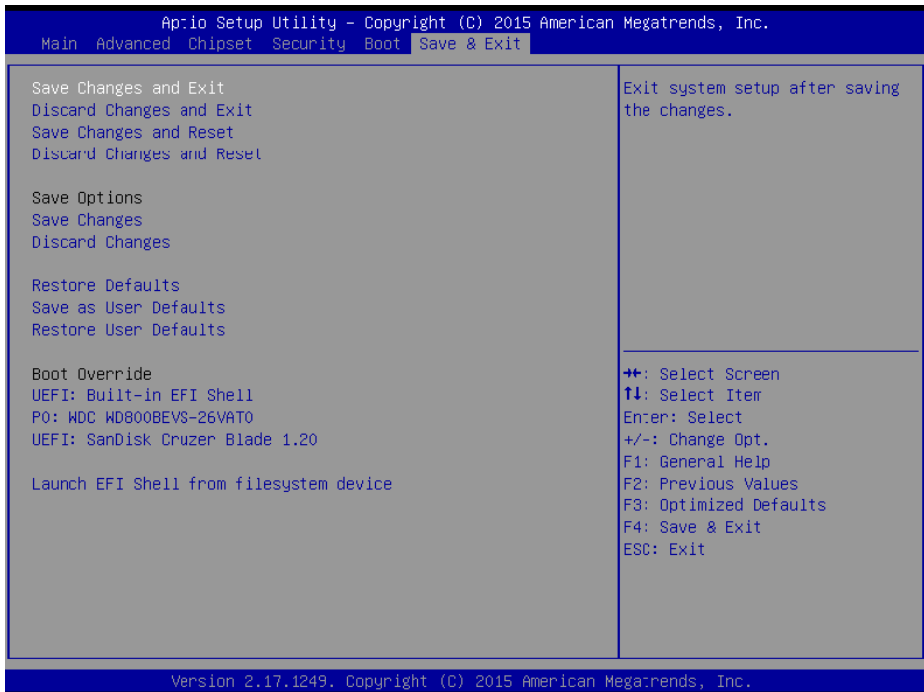 Aptio Setup Utility – Copyright (C) 2015 American Megatrends, Inc.
Main Advanced Chipset Security Boot Save & Exit
Save Changes and Exit
Discard Changes and Exit
Save Changes and Reset
Discard Changes and Reset
Save Options
Save Changes
Discard Changes
Restore Defaults
Save as User Defaults
Restore User Defaults
Boot Override
UEFI: Built-in EFI Shell
P0: WDC WD800BEVS-26VAT0
UEFI: SanDisk Cruzer Blade 1.20
Launch EFI Shell from filesystem device
Exit system setup after saving
the changes.
→←: Select Screen
↑↓: Select Item
Enter: Select
+/-: Change Opt.
F1: General Help
F2: Previous Values
F3: Optimized Defaults
F4: Save & Exit
ESC: Exit
Version 2.17.1249. Copyright (C) 2015 American Megatrends, Inc.